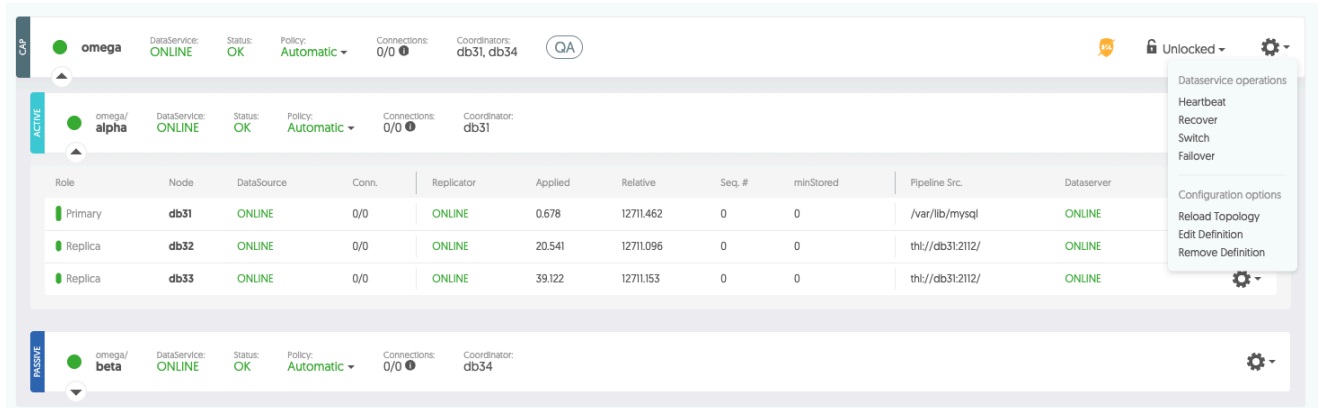 CAP
omega
DataService: Status: Policy: Connections: Coordinators:
ONLINE OK Automatic 0/0 db31, db34
QA
SSL
Unlocked
Dataservice operations
Heartbeat
Recover
Switch
Failover
Configuration options
Reload Topology
Edit Definition
Remove Definition
ACTIVE
omega/
alpha
DataService: Status: Policy: Connections: Coordinator:
ONLINE OK Automatic 0/0 db31
Role Node DataSource Conn. Replicator Applied Relative Seq. # minStored Pipeline Src. Dataserver
Primary db31 ONLINE 0/0 ONLINE 0.678 12711.462 0 0 /var/lib/mysql ONLINE
Replica db32 ONLINE 0/0 ONLINE 20.541 12711.096 0 0 thl://db31:2112/ ONLINE
Replica db33 ONLINE 0/0 ONLINE 39.122 12711.153 0 0 thl://db31:2112/ ONLINE
PASSIVE
omega/
beta
DataService: Status: Policy: Connections: Coordinator:
ONLINE OK Automatic 0/0 db34